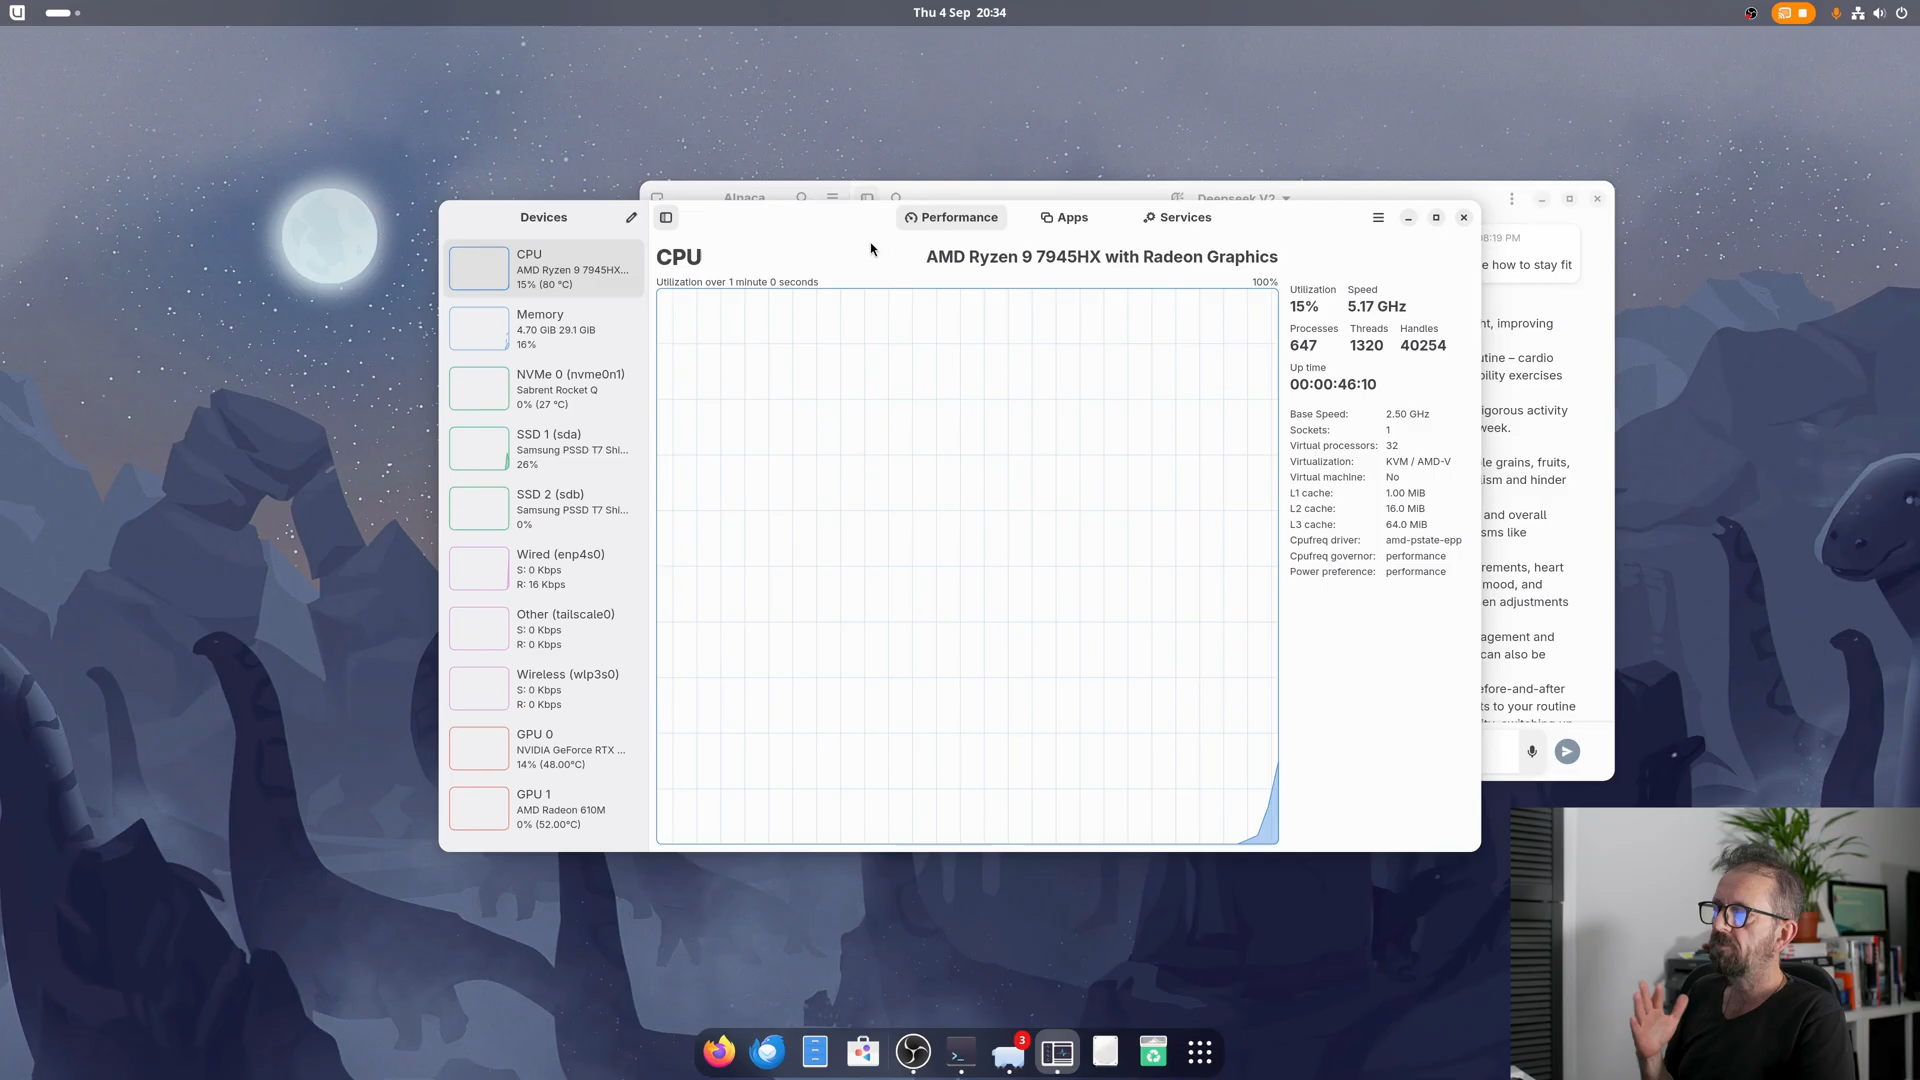 Thu 4 Sep 20:34
Alpaca
Deepseek V2
Devices
Performance
Apps
Services
CPU
AMD Ryzen 9 7945HX...
15% (80 °C)
Memory
4.70 GiB 29.1 GiB
16%
NVMe 0 (nvme0n1)
Sabrent Rocket Q
0% (27 °C)
SSD 1 (sda)
Samsung PSSD T7 Shi...
26%
SSD 2 (sdb)
Samsung PSSD T7 Shi...
0%
Wired (enp4s0)
S: 0 Kbps
R: 16 Kbps
Other (tailscale0)
S: 0 Kbps
R: 0 Kbps
Wireless (wlp3s0)
S: 0 Kbps
R: 0 Kbps
GPU 0
NVIDIA GeForce RTX ...
14% (48.00°C)
GPU 1
AMD Radeon 610M
0% (52.00°C)
CPU
AMD Ryzen 9 7945HX with Radeon Graphics
Utilization over 1 minute 0 seconds
100%
Utilization Speed
15% 5.17 GHz
Processes Threads Handles
647 1320 40254
Up time
00:00:46:10
Base Speed: 2.50 GHz
Sockets: 1
Virtual processors: 32
Virtualization: KVM / AMD-V
Virtual machine: No
L1 cache: 1.00 MiB
L2 cache: 16.0 MiB
L3 cache: 64.0 MiB
Cpufreq driver: amd-pstate-epp
Cpufreq governor: performance
Power preference: performance
8:19 PM
e how to stay fit
nt, improving
utine – cardio
bility exercises
igorous activity
week.
le grains, fruits,
lism and hinder
and overall
sms like
rements, heart
mood, and
en adjustments
agement and
can also be
efore-and-after
ts to your routine
3